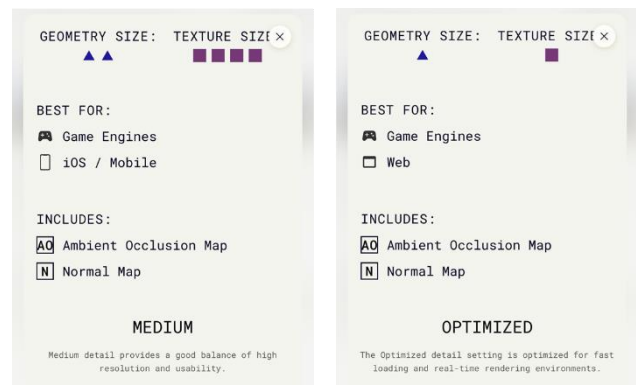 GEOMETRY SIZE: TEXTURE SIZE
BEST FOR:
Game Engines
iOS / Mobile
INCLUDES:
AO Ambient Occlusion Map
N Normal Map
MEDIUM
Medium detail provides a good balance of high
resolution and usability.
GEOMETRY SIZE: TEXTURE SIZE
BEST FOR:
Game Engines
Web
INCLUDES:
AO Ambient Occlusion Map
N Normal Map
OPTIMIZED
The Optimized detail setting is optimized for fast
loading and real-time rendering environments.